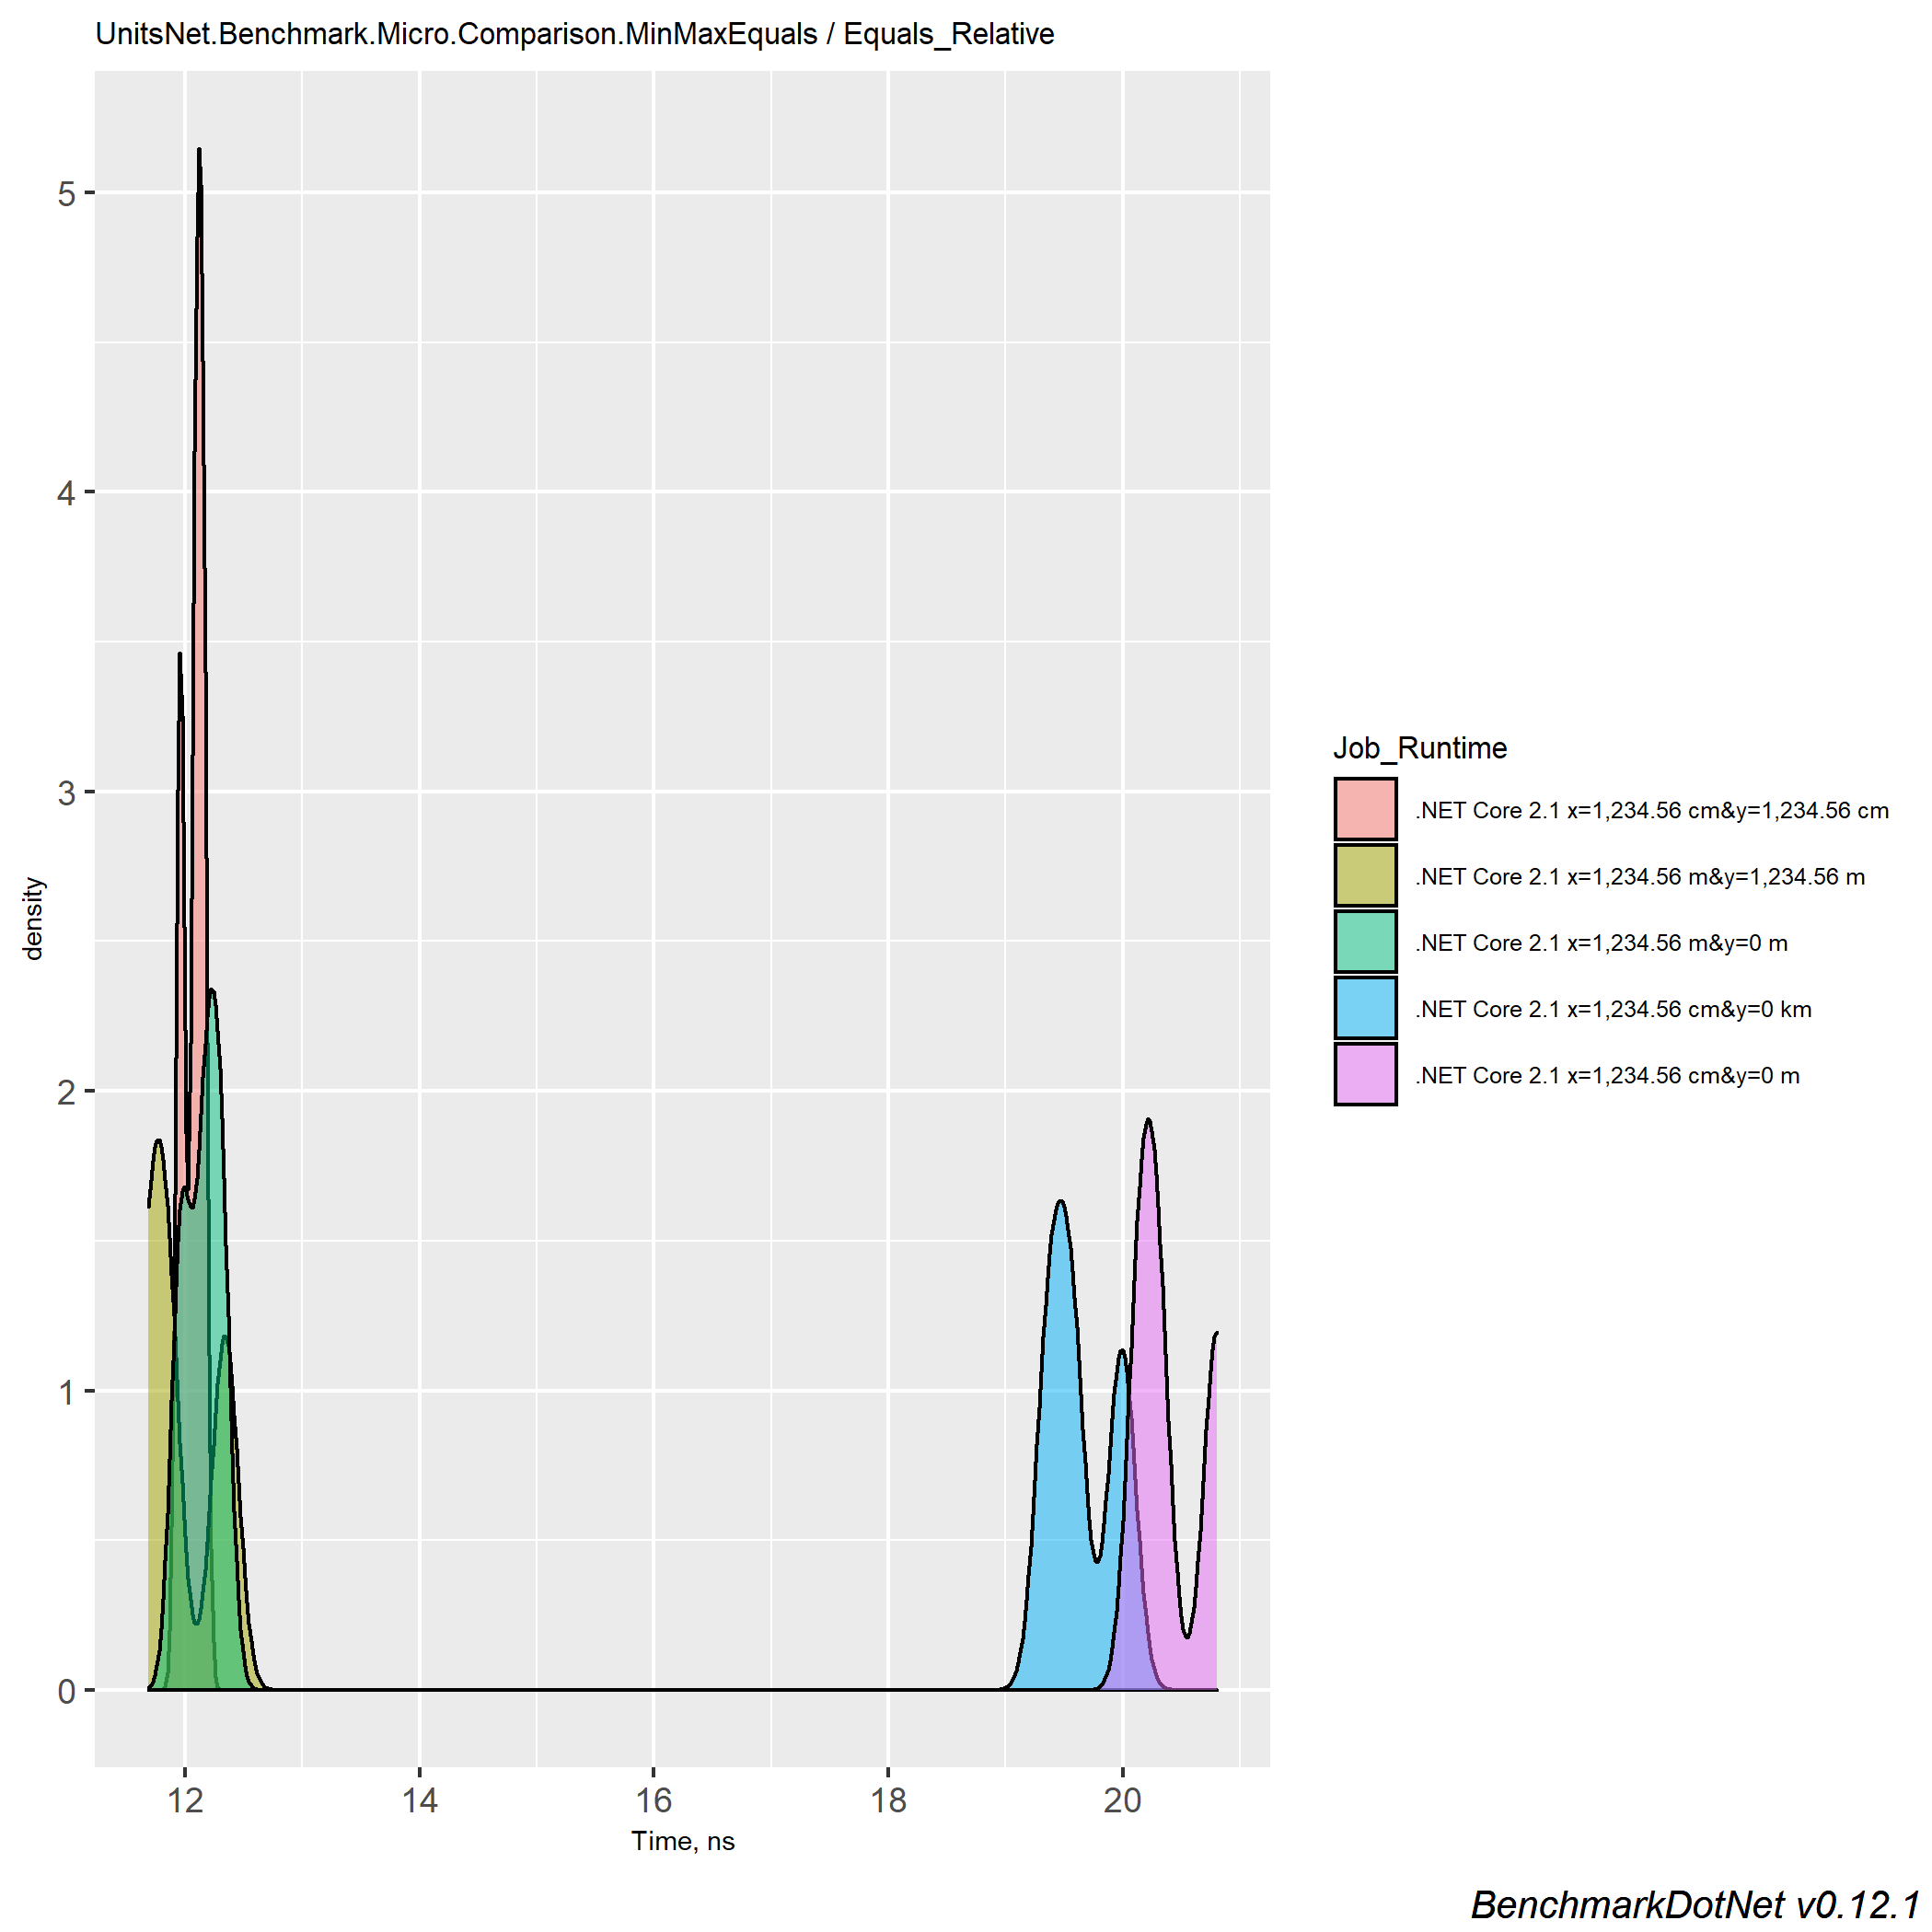 UnitsNet.Benchmark.Micro.Comparison.MinMaxEquals / Equals_Relative
5
4
3
2
1
0
density
12 14 16 18 20
Time, ns
Job_Runtime
.NET Core 2.1 x=1,234.56 cm&y=1,234.56 cm
.NET Core 2.1 x=1,234.56 m&y=1,234.56 m
.NET Core 2.1 x=1,234.56 m&y=0 m
.NET Core 2.1 x=1,234.56 cm&y=0 km
.NET Core 2.1 x=1,234.56 cm&y=0 m
BenchmarkDotNet v0.12.1